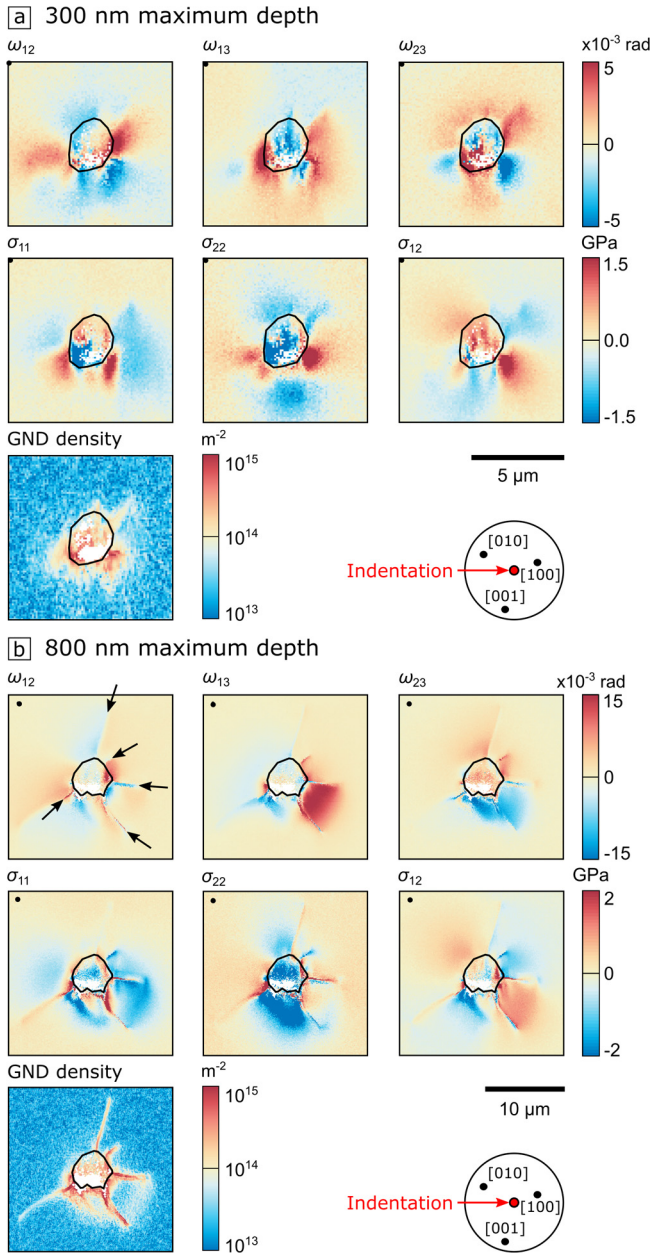 a 300 nm maximum depth
ω12 ω13 ω23 x10-3 rad
5
0
-5
σ11 σ22 σ12 GPa
1.5
0.0
-1.5
GND density m-2
1015
1014
1013
5 μm
[010]
[100]
[001]
Indentation
b 800 nm maximum depth
ω12 ω13 ω23 x10-3 rad
15
0
-15
σ11 σ22 σ12 GPa
2
0
-2
GND density m-2
1015
1014
1013
10 μm
[010]
[100]
[001]
Indentation